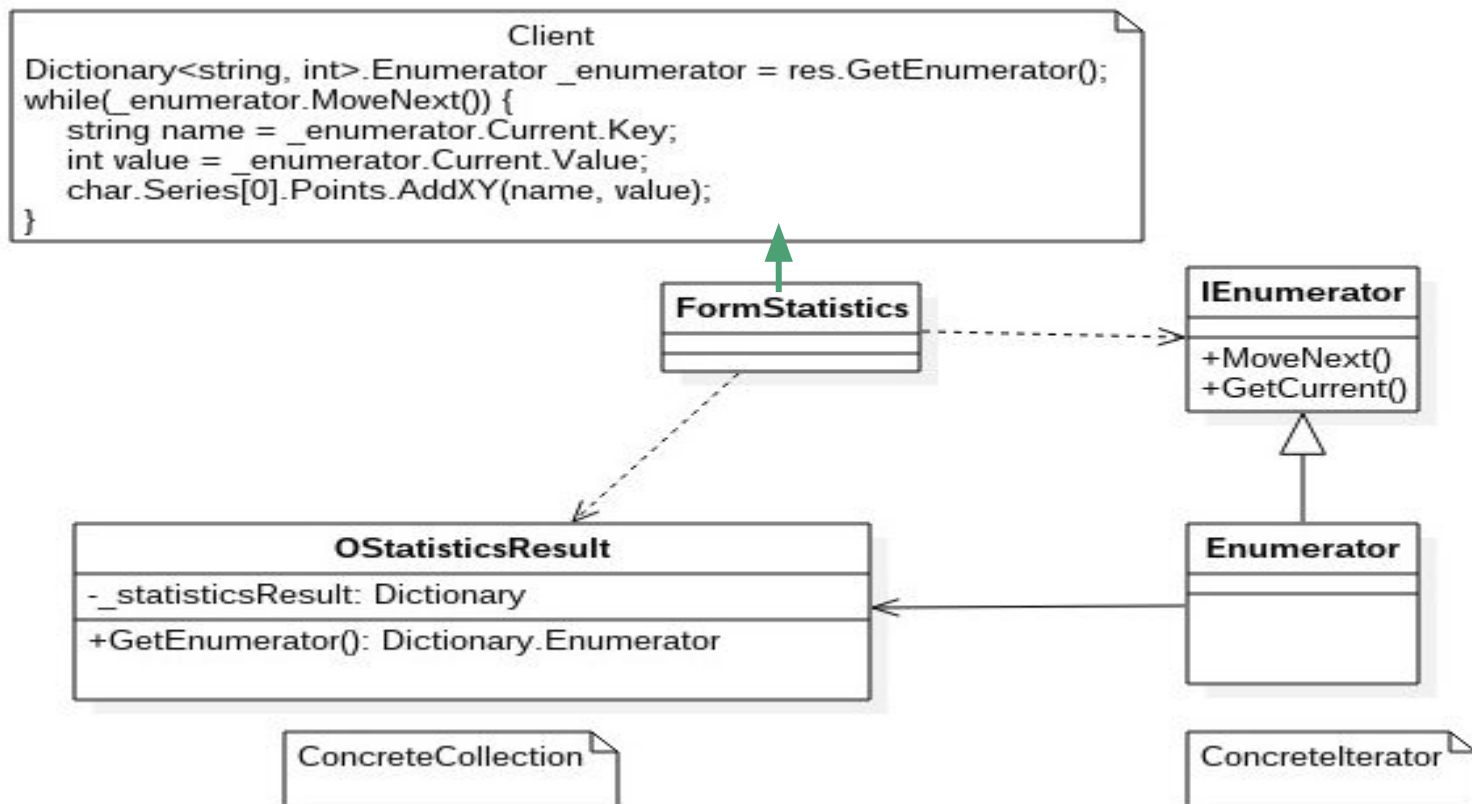 Client
Dictionary<string, int>.Enumerator _enumerator = res.GetEnumerator();
while(_enumerator.MoveNext()) {
string name = _enumerator.Current.Key;
int value = _enumerator.Current.Value;
char.Series[0].Points.AddXY(name, value);
}
FormStatistics
IEnumerator
+MoveNext()
+GetCurrent()
OStatisticsResult
-_statisticsResult: Dictionary
+GetEnumerator(): Dictionary.Enumerator
Enumerator
ConcreteCollection
ConcreteIterator